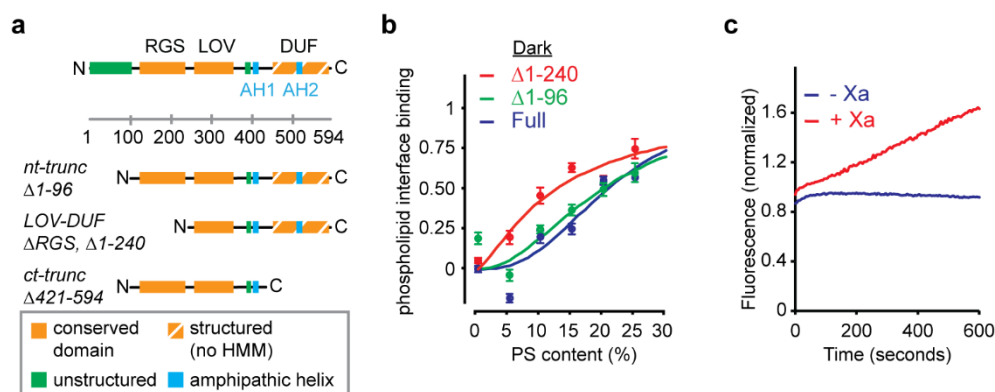 a
RGS LOV DUF
N C
AH1 AH2
1 100 200 300 400 500 594
nt-trunc
Δ1-96
N C
LOV-DUF
ΔRGS, Δ1-240
N C
ct-trunc
Δ421-594
N C
conserved
domain
structured
(no HMM)
unstructured
amphipathic helix
b
Dark
Δ1-240
Δ1-96
Full
phospholipid interface binding
1
0.75
0.50
0.25
0
0 5 10 15 20 25 30
PS content (%)
c
- Xa
+ Xa
Fluorescence (normalized)
1.6
1.2
0.8
0.4
0 200 400 600
Time (seconds)